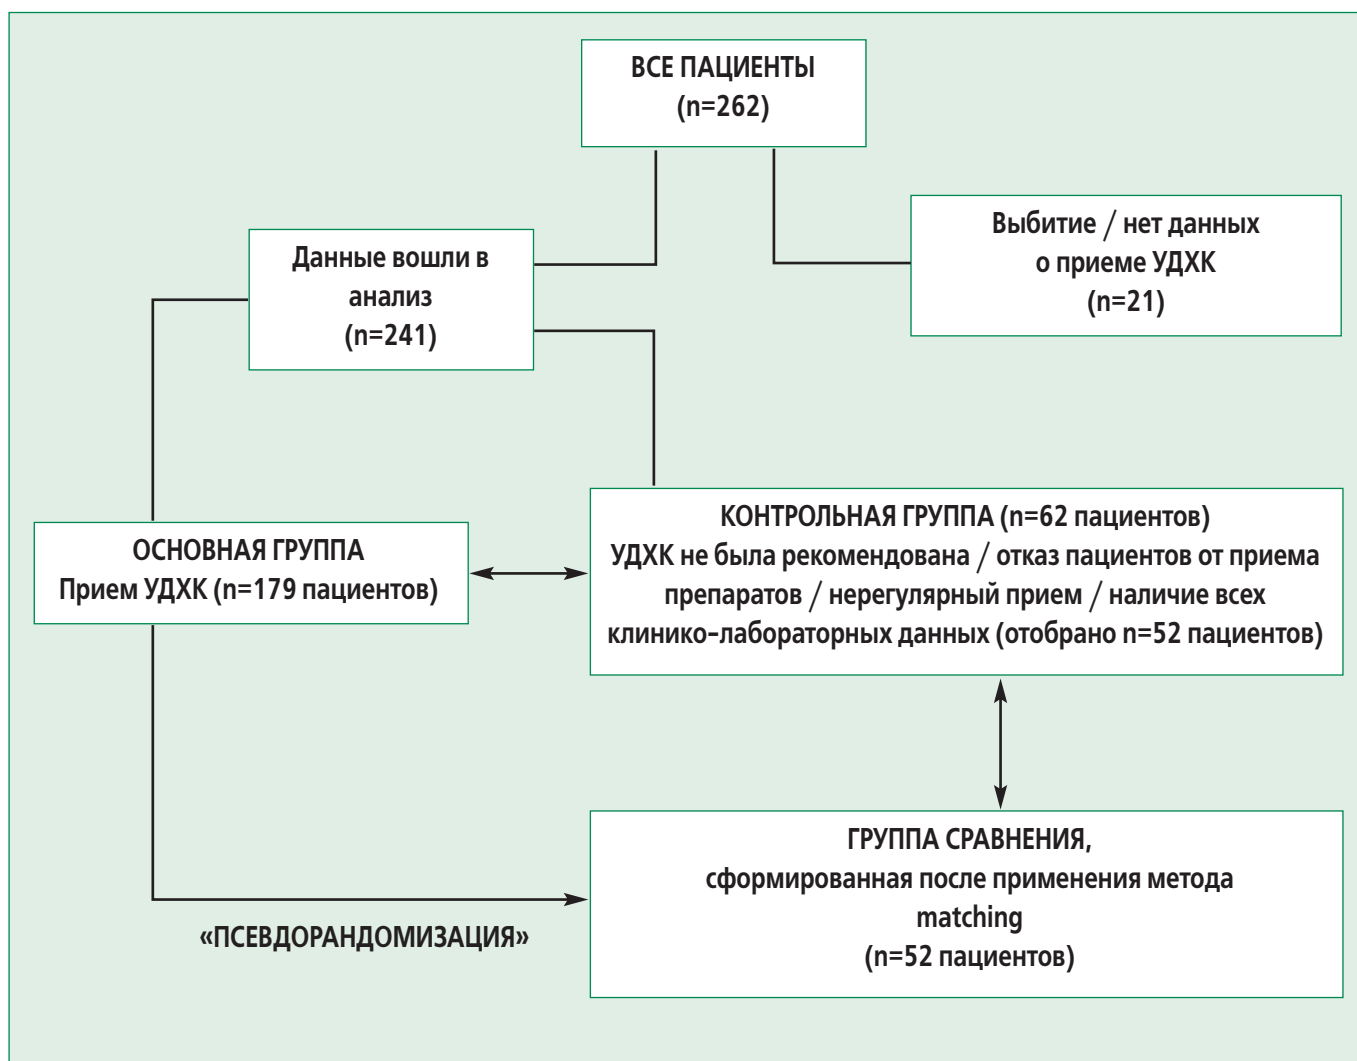 ВСЕ ПАЦИЕНТЫ
(n=262)
Выбитие / нет данных
о приеме УДХК
(n=21)
Данные вошли в
анализ
(n=241)
ОСНОВНАЯ ГРУППА
Прием УДХК (n=179 пациентов)
КОНТРОЛЬНАЯ ГРУППА (n=62 пациентов)
УДХК не была рекомендована / отказ пациентов от приема
препаратов / нерегулярный прием / наличие всех
клинико-лабораторных данных (отобрано n=52 пациентов)
ГРУППА СРАВНЕНИЯ,
сформированная после применения метода
matching
(n=52 пациентов)
«ПСЕВДОРАНДОМИЗАЦИЯ»